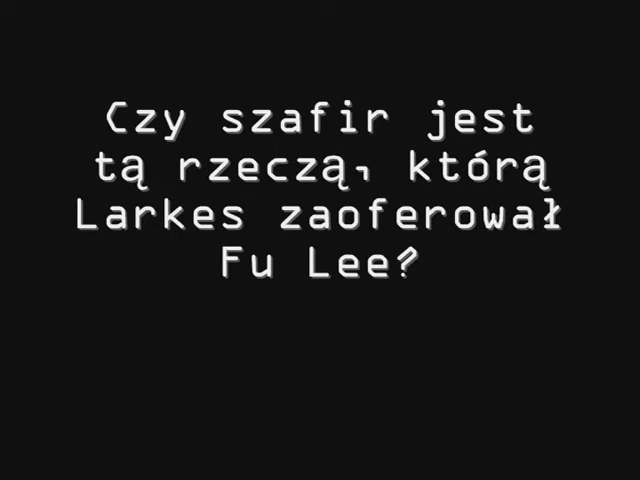 Czy szafir jest
tą rzeczą, którą
Larkes zaoferował
Fu Lee?